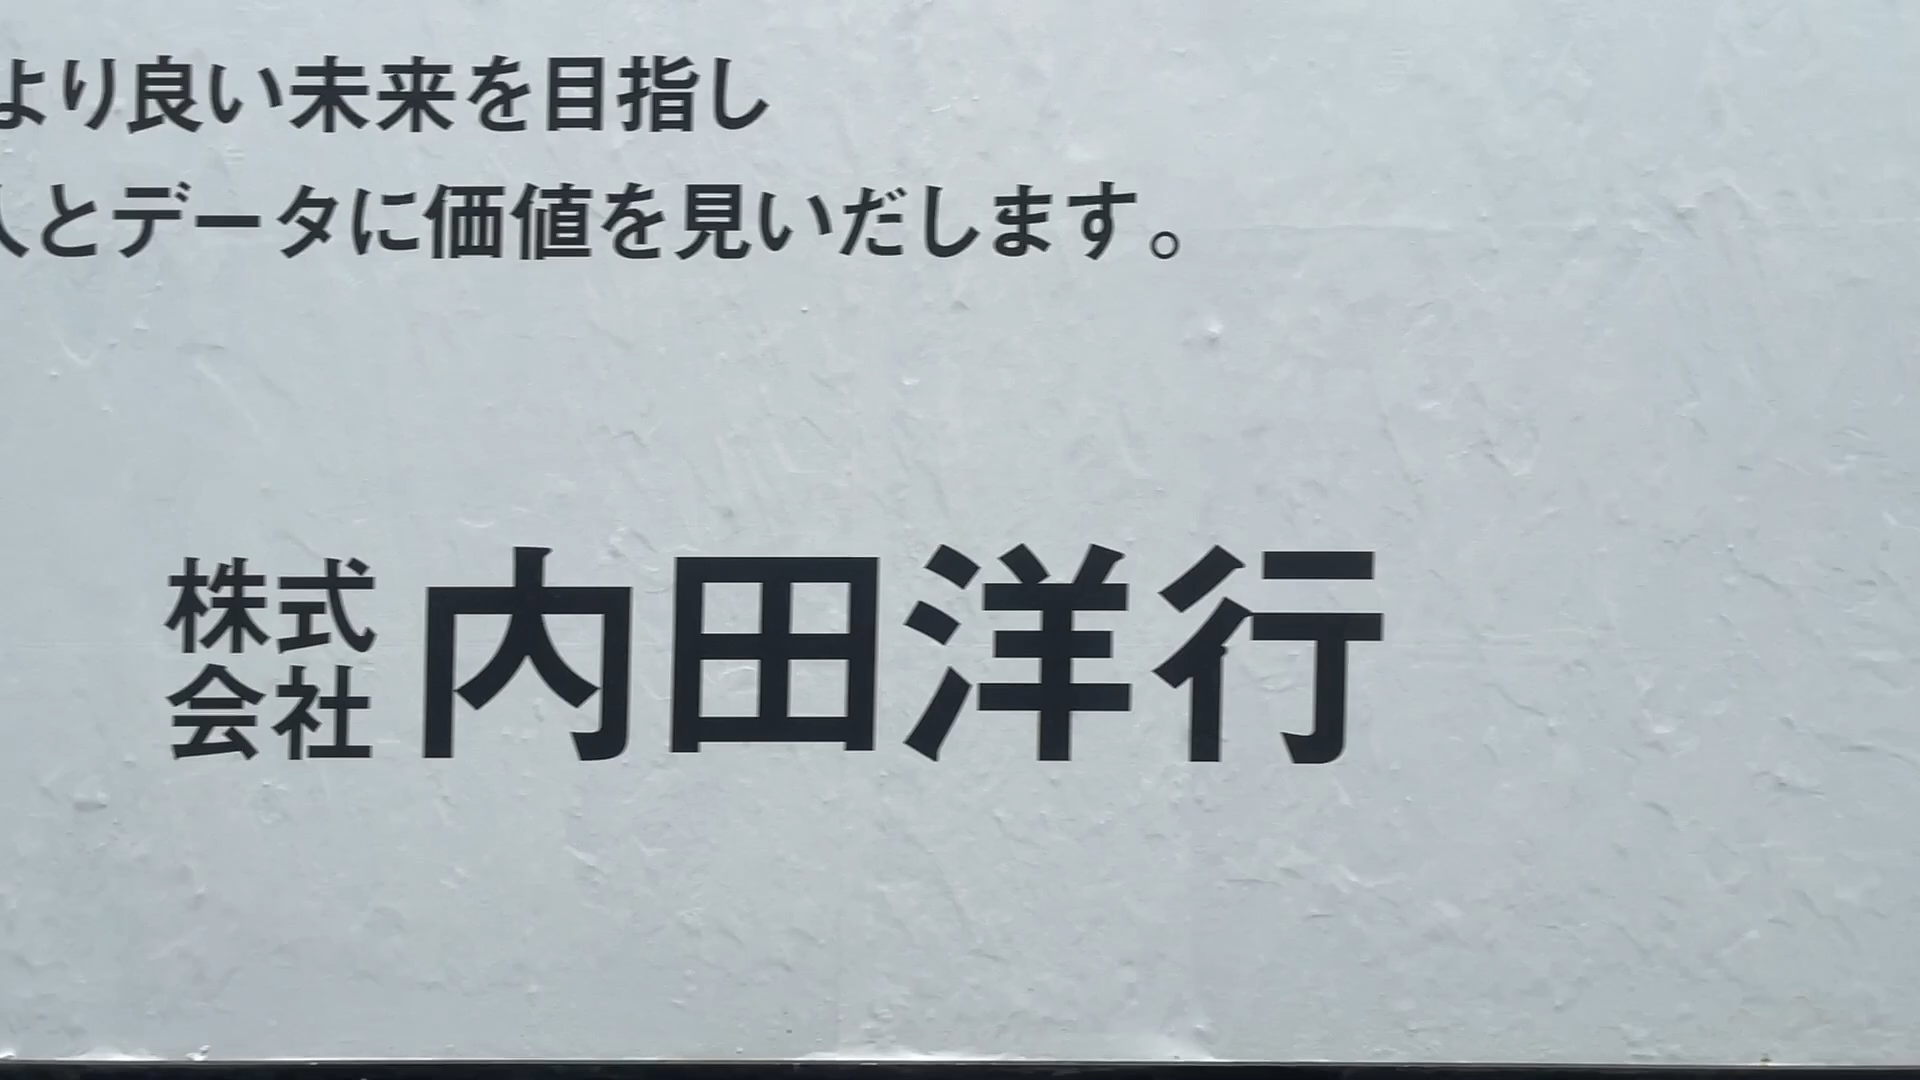 より良い未来を目指し
人とデータに価値を見いだします。
株式会社 内田洋行